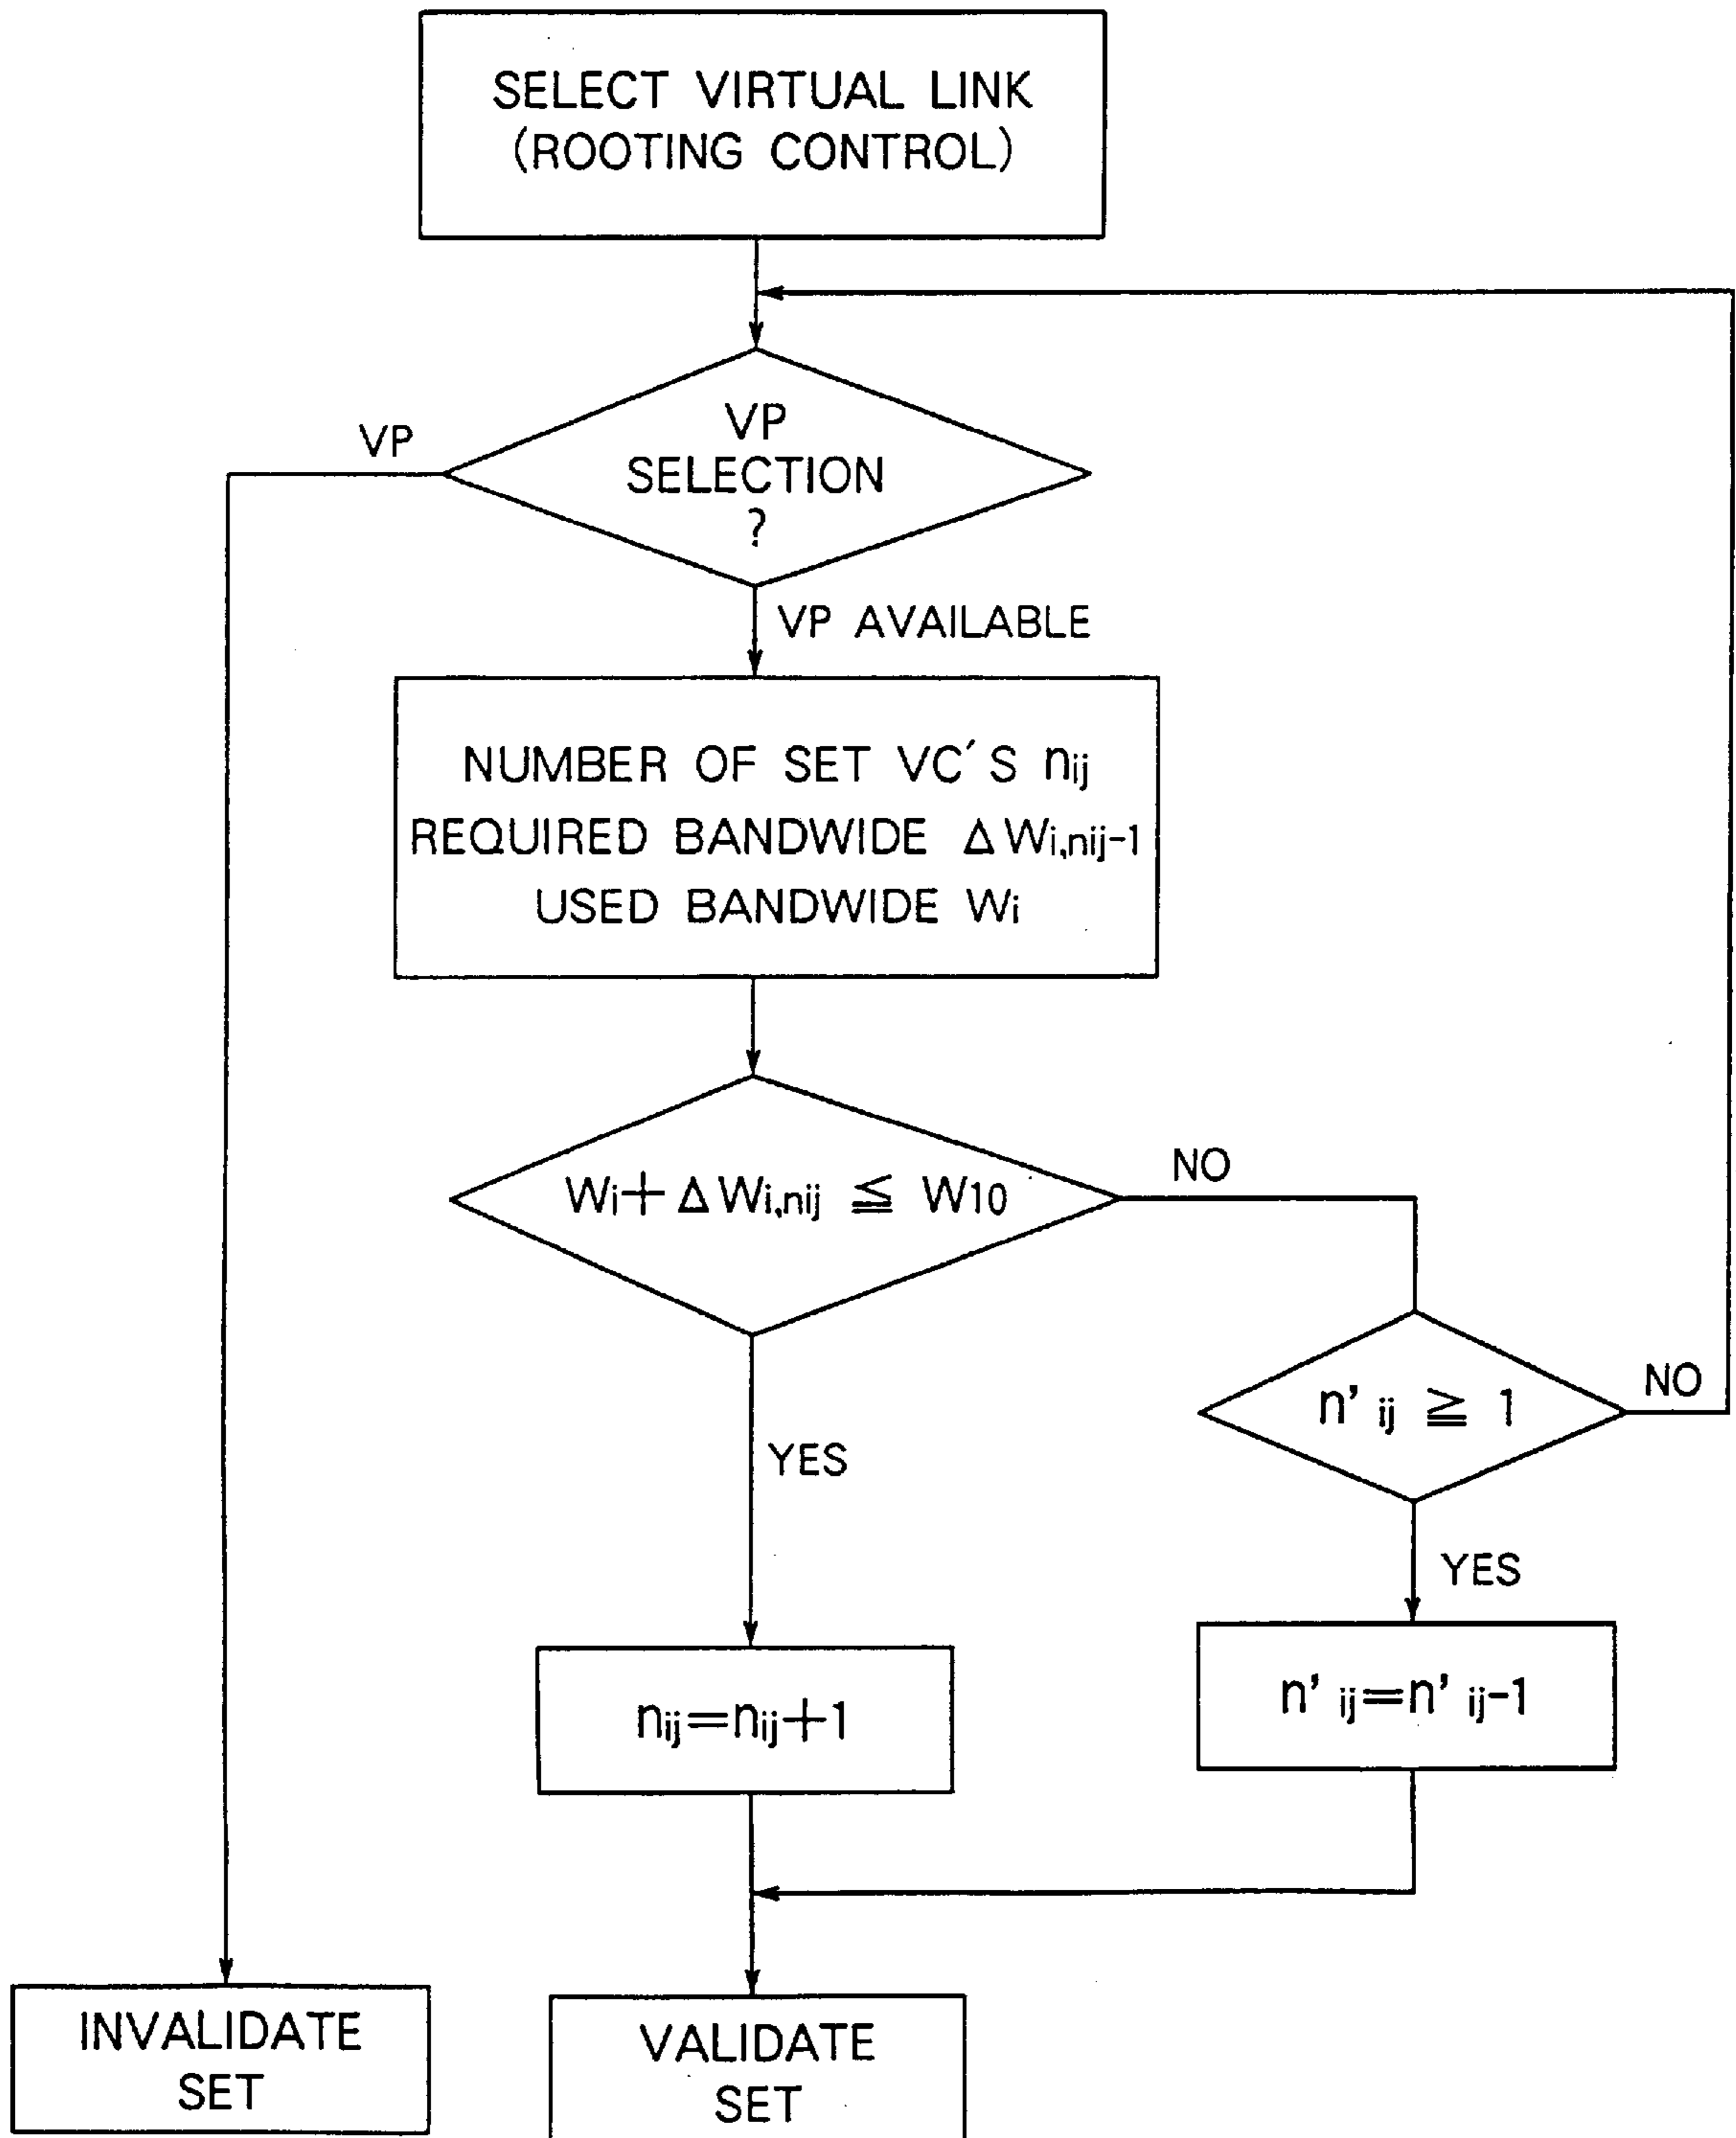 SELECT VIRTUAL LINK
(ROOTING CONTROL)
VP
SELECTION
?
VP
VP AVAILABLE
NUMBER OF SET VC´S nij
REQUIRED BANDWIDE ΔWi,nij-1
USED BANDWIDE Wi
Wi+ΔWi,nij ≦ W10
NO
YES
n' ij ≧ 1
NO
YES
nij=nij+1
n' ij=n' ij-1
INVALIDATE
SET
VALIDATE
SET